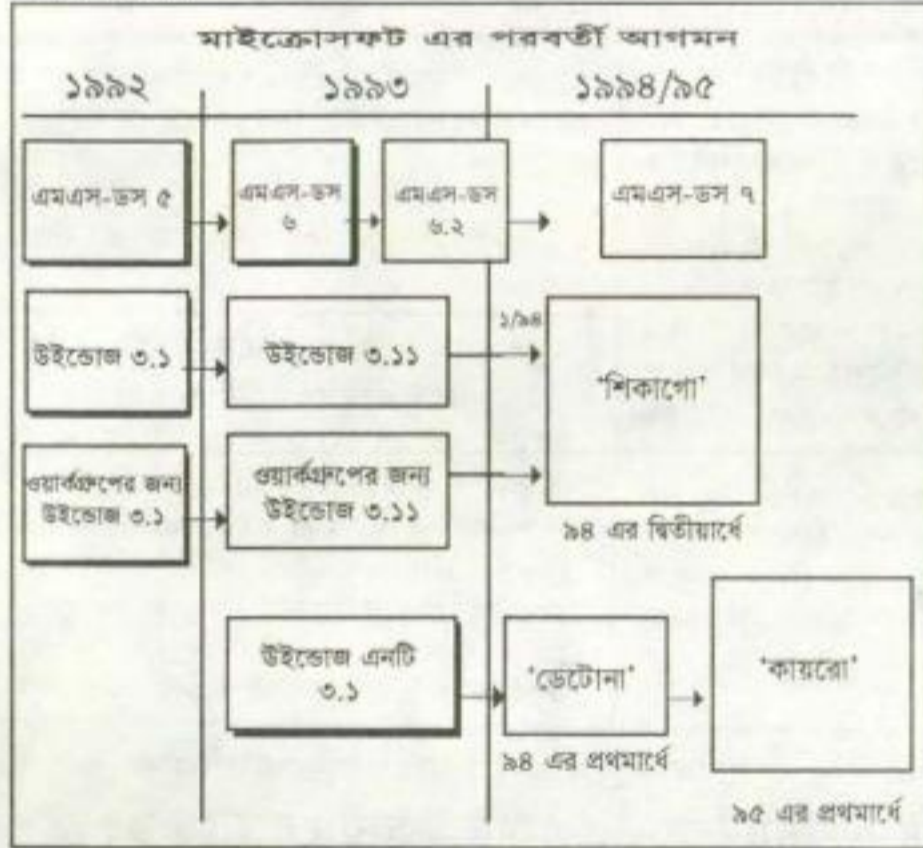 মাইক্রোসফট এর পরবর্তী আগমন
১৯৯২
১৯৯৩
১৯৯৪/৯৫
এমএস-ডস ৫
এমএস-ডস
৬
এমএস-ডস
৬.২
এমএস-ডস ৭
উইন্ডোজ ৩.১
উইন্ডোজ ৩.১১
১/৯৪
'শিকাগো'
ওয়ার্কগ্রুপের জন্য
উইন্ডোজ ৩.১
ওয়ার্কগ্রুপের জন্য
উইন্ডোজ ৩.১১
৯৪ এর দ্বিতীয়ার্ধে
উইন্ডোজ এনটি
৩.১
'ডেটোনা'
'কায়রো'
৯৪ এর প্রথমার্ধে
৯৫ এর প্রথমার্ধে